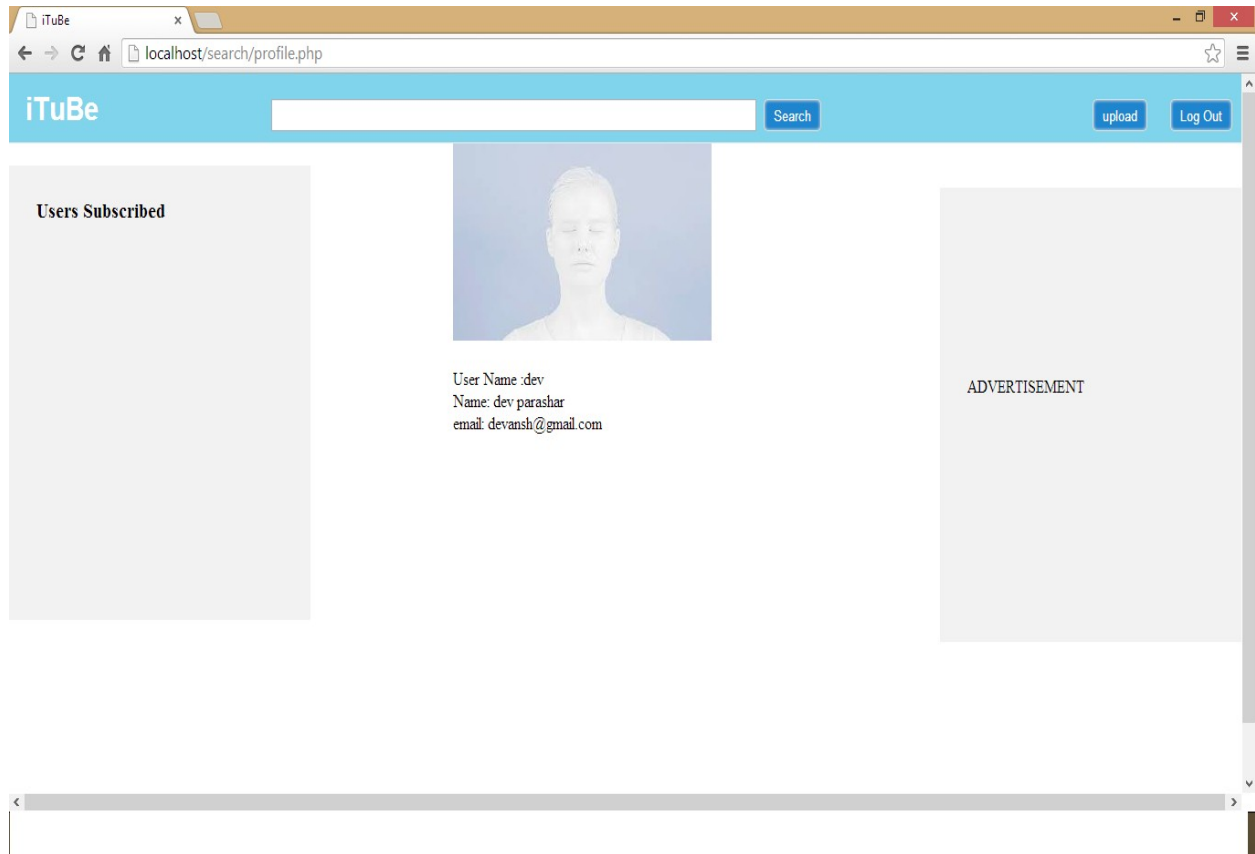 iTuBe
localhost/search/profile.php
iTuBe
Search
upload
Log Out
Users Subscribed
User Name :dev
Name: dev parashar
email: devansh@gmail.com
ADVERTISEMENT